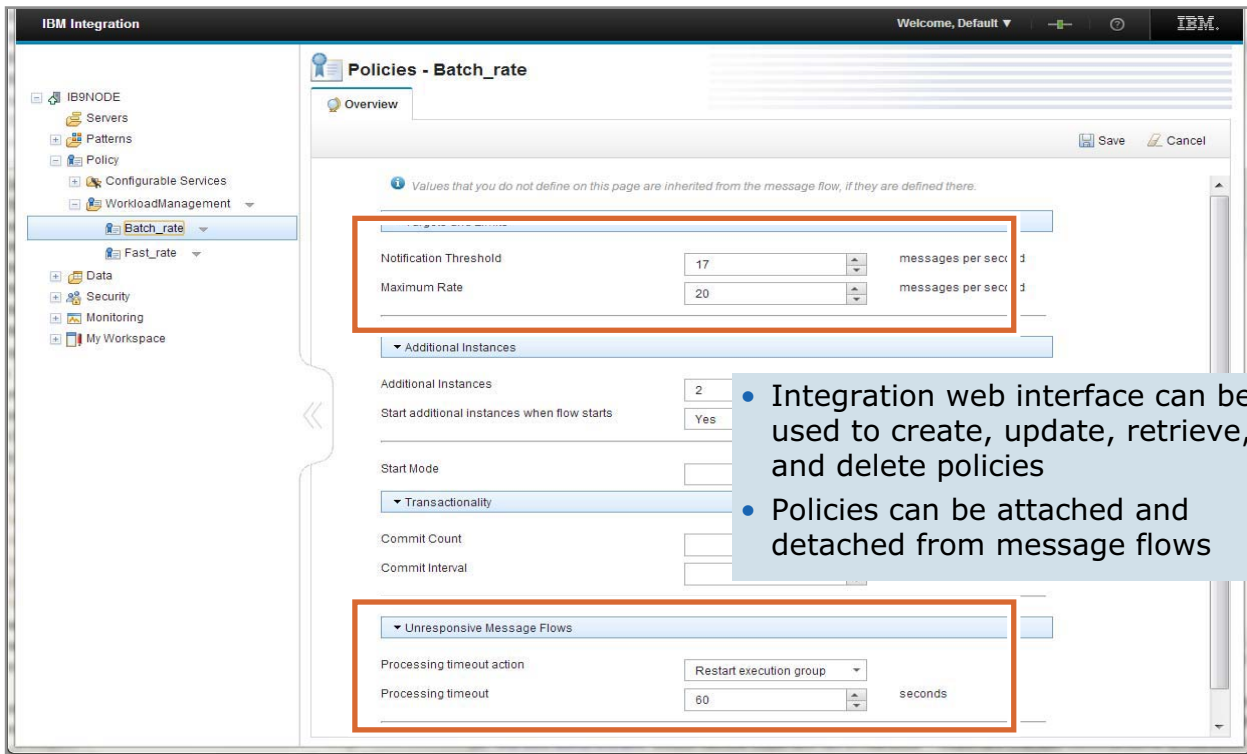 IBM Integration
Welcome, Default ▼
IBM.
IB9NODE
Servers
Patterns
Policy
Configurable Services
WorkloadManagement
Batch_rate
Fast_rate
Data
Security
Monitoring
My Workspace
Policies - Batch_rate
Overview
Save
Cancel
Values that you do not define on this page are inherited from the message flow, if they are defined there.
Notification Threshold 17 messages per second
Maximum Rate 20 messages per second
Additional Instances
Additional Instances 2
Start additional instances when flow starts Yes
Start Mode
Transactionality
Commit Count
Commit Interval
Unresponsive Message Flows
Processing timeout action Restart execution group
Processing timeout 60 seconds
• Integration web interface can be
used to create, update, retrieve,
and delete policies
• Policies can be attached and
detached from message flows